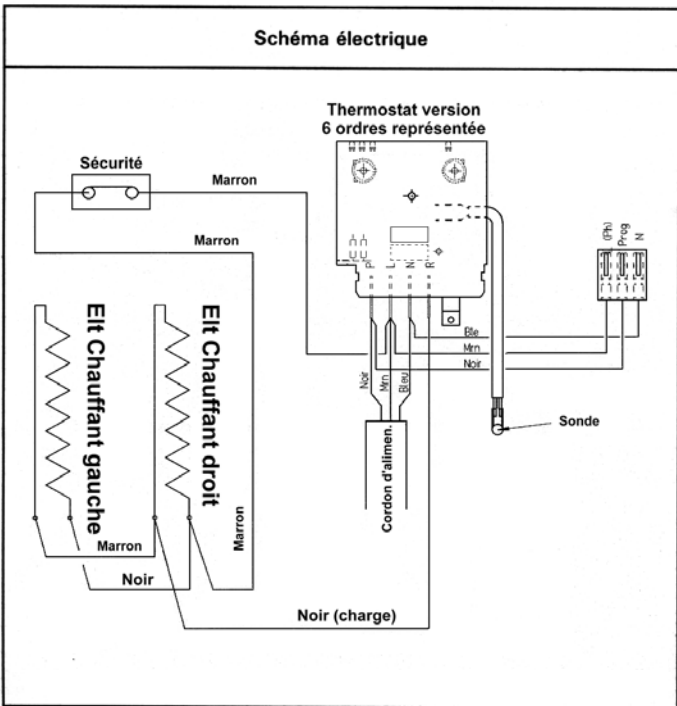 Schéma électrique
Thermostat version
6 ordres représentée
Sécurité
Marron
Marron
(Ph)
Prog
N
P
L
N
R
Elt Chauffant gauche
Elt Chauffant droit
Ble
Mrn
Noir
Noir
Mrn
Bleu
Sonde
Cordon d'alimen.
Marron
Marron
Noir
Noir (charge)